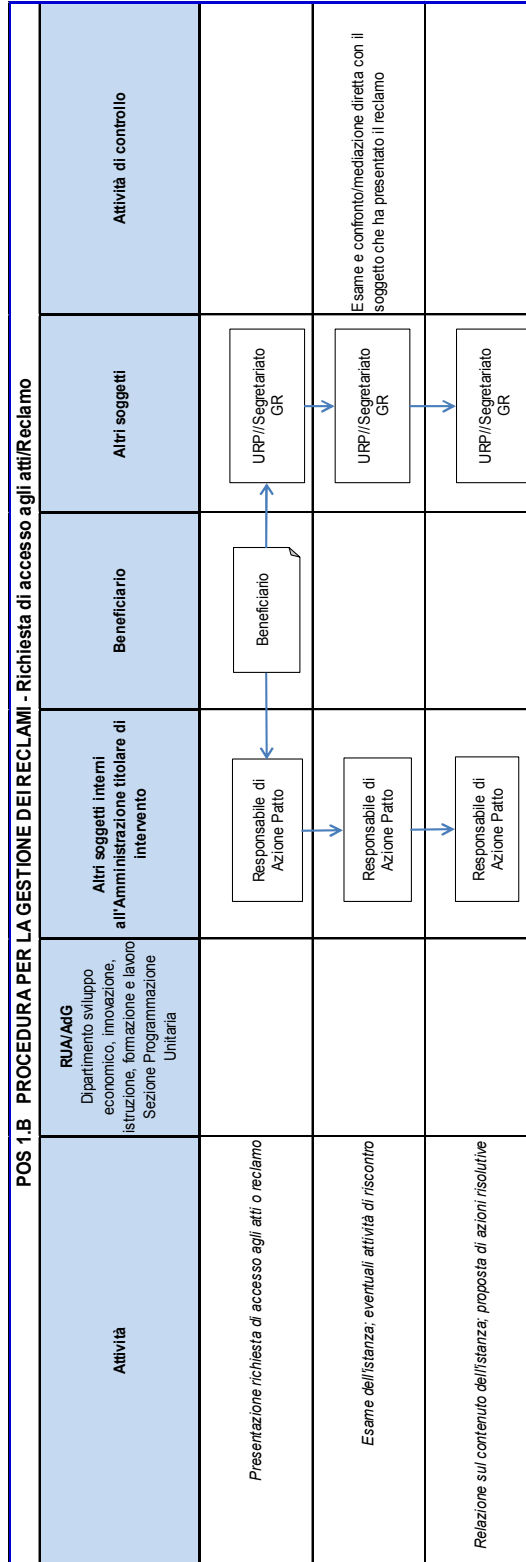 POS 1.B PROCEDURA PER LA GESTIONE DEI RECLAMI - Richiesta di accesso agli atti/Reclamo
Attività
RUA/AdG
Dipartimento sviluppo
economico, innovazione,
istruzione, formazione e lavoro
Sezione Programmazione
Unitaria
Altri soggetti interni
all'Amministrazione titolare di
intervento
Beneficiario
Altri soggetti
Attività di controllo
Presentazione richiesta di accesso agli atti o reclamo
Responsabile di
Azione Patto
Beneficiario
URP//Segretariato
GR
Esame dell'istanza; eventuali attività di riscontro
Responsabile di
Azione Patto
URP//Segretariato
GR
Esame e confronto/mediazione diretta con il
soggetto che ha presentato il reclamo
Relazione sul contenuto dell'istanza; proposta di azioni risolutive
Responsabile di
Azione Patto
URP//Segretariato
GR